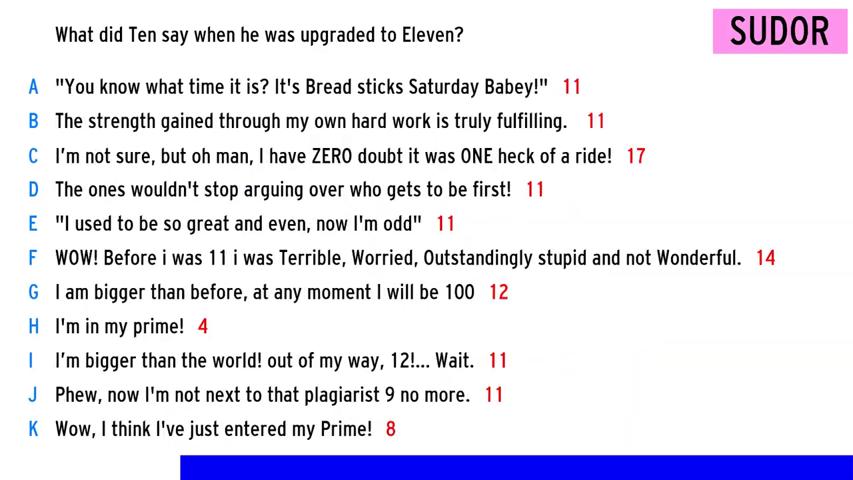 What did Ten say when he was upgraded to Eleven?
SUDOR
A "You know what time it is? It's Bread sticks Saturday Babey!" 11
B The strength gained through my own hard work is truly fulfilling. 11
C I'm not sure, but oh man, I have ZERO doubt it was ONE heck of a ride! 17
D The ones wouldn't stop arguing over who gets to be first! 11
E "I used to be so great and even, now I'm odd" 11
F WOW! Before i was 11 i was Terrible, Worried, Outstandingly stupid and not Wonderful. 14
G I am bigger than before, at any moment I will be 100 12
H I'm in my prime! 4
I I'm bigger than the world! out of my way, 12!... Wait. 11
J Phew, now I'm not next to that plagiarist 9 no more. 11
K Wow, I think I've just entered my Prime! 8